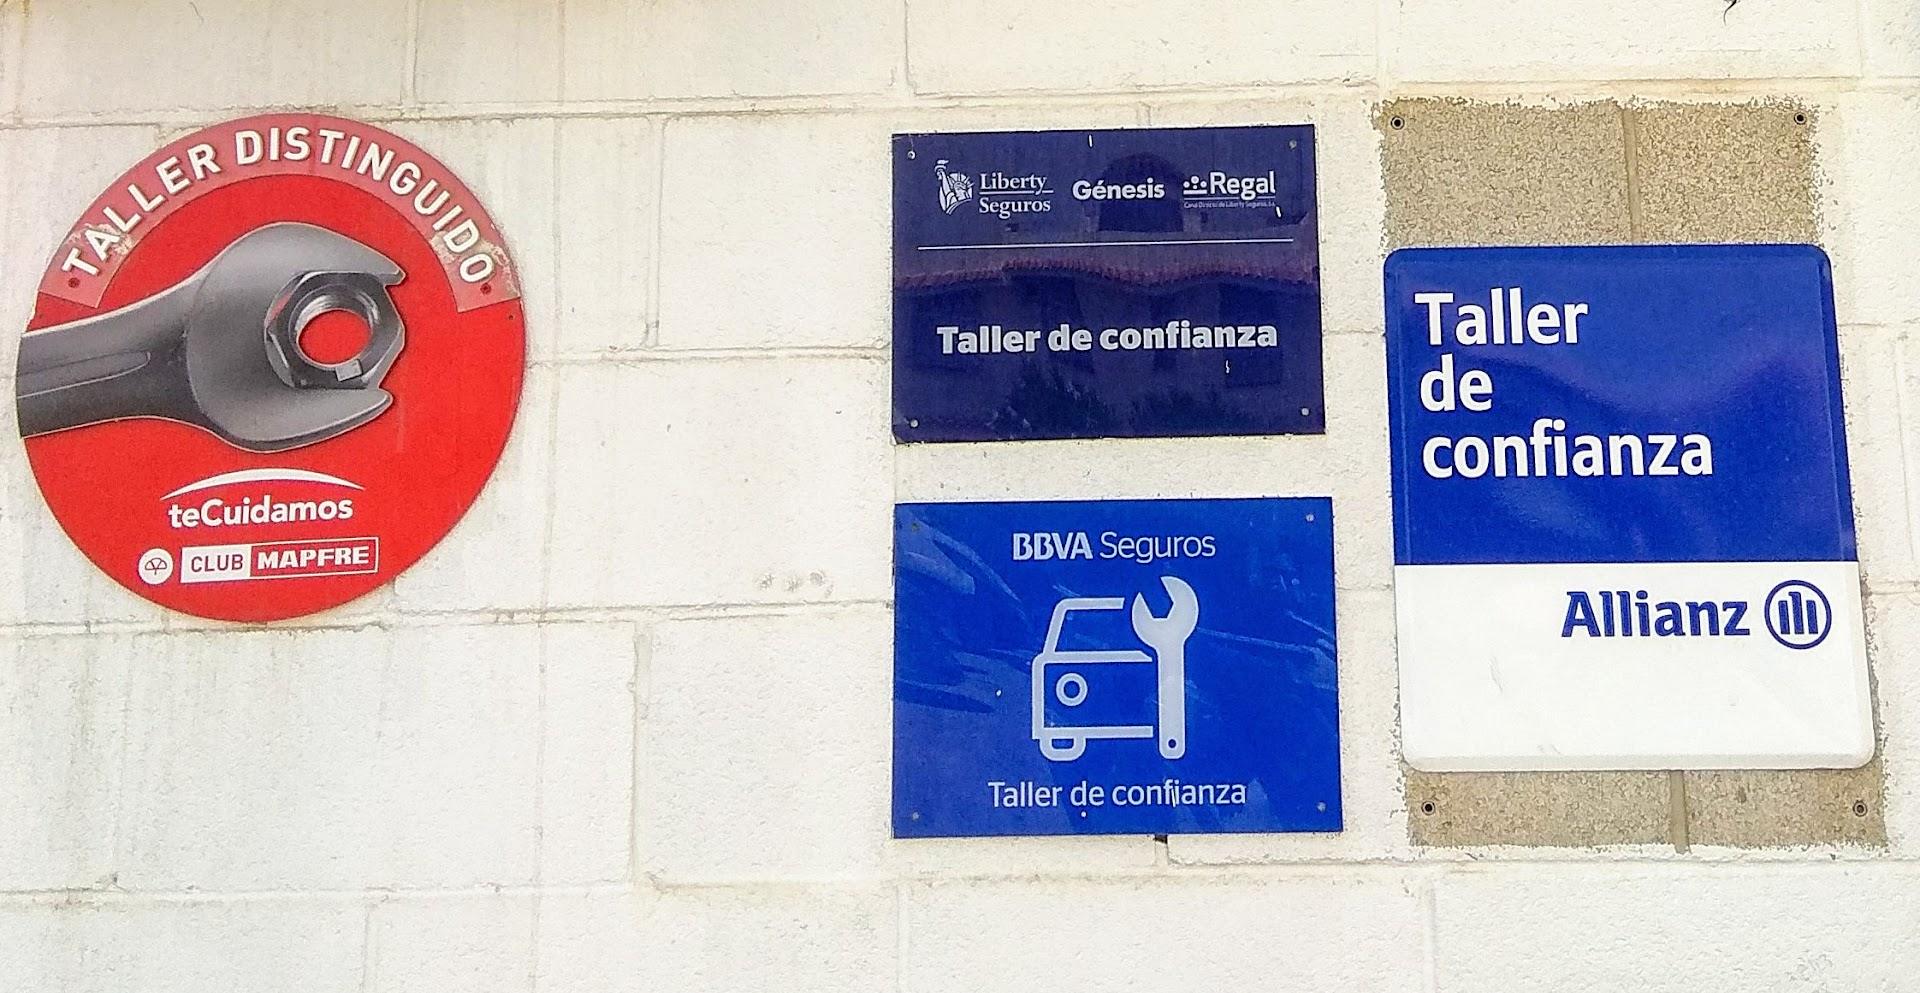 TALLER DISTINGUIDO
teCuidamos
CLUB MAPFRE
Liberty Seguros
Génesis
Regal
Taller de confianza
BBVA Seguros
Taller de confianza
Taller
de
confianza
Allianz